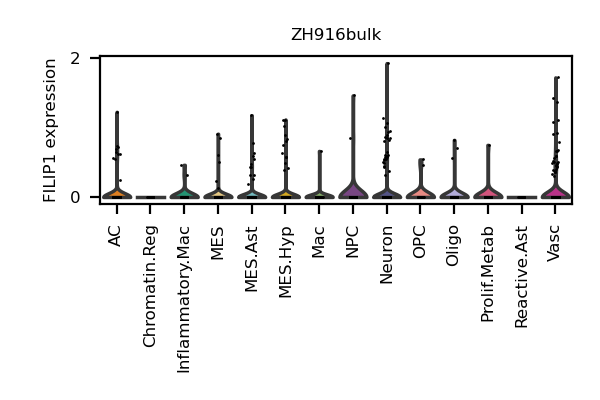 ZH916bulk
FILIP1 expression
2
0
AC
Chromatin.Reg
Inflammatory.Mac
MES
MES.Ast
MES.Hyp
Mac
NPC
Neuron
OPC
Oligo
Prolif.Metab
Reactive.Ast
Vasc